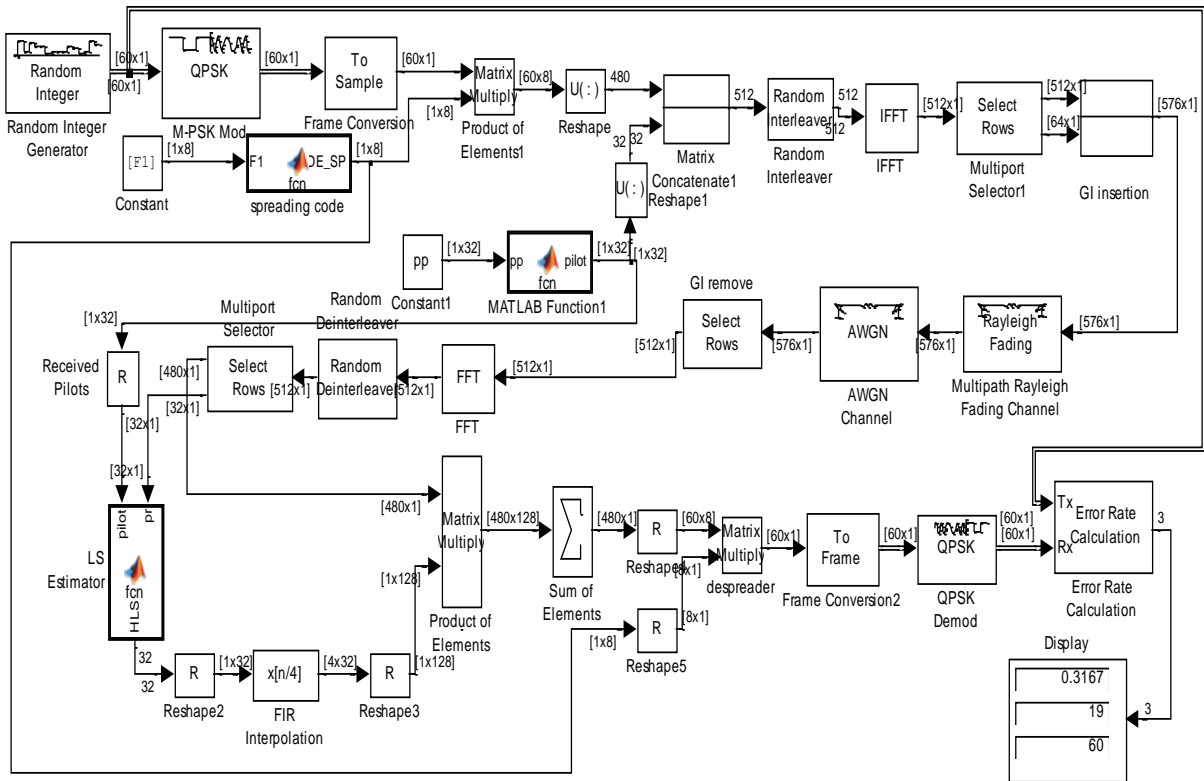 [60x1]
[60x1]
[60x1]
[60x1]
[60x8]
480
512
512
512
[512x1]
[512x1]
[64x1]
[576x1]
Random
Integer
Random Integer
Generator
QPSK
M-PSK Mod
To
Sample
Frame Conversion
[1x8]
Matrix
Multiply
Product of
Elements1
U( : )
Reshape
Matrix
Concatenate1
Random
Interleaver
Random
Interleaver
IFFT
IFFT
Select
Rows
Multiport
Selector1
GI insertion
[F1]
Constant
[1x8]
F1
DE_SP
fcn
spreading code
[1x8]
32
32
U( : )
Reshape1
pp
Constant1
[1x32]
pp
pilot
fcn
MATLAB Function1
[1x32]
[1x32]
[1x32]
R
Received
Pilots
[32x1]
[32x1]
Multiport
Selector
[480x1]
Select
Rows
[32x1]
[512x1]
Random
Deinterleaver
Random
Deinterleaver
[512x1]
FFT
FFT
[512x1]
[512x1]
GI remove
Select
Rows
[576x1]
AWGN
AWGN
Channel
[576x1]
Rayleigh
Fading
Multipath Rayleigh
Fading Channel
[576x1]
pilot
pr
fcn
HLS
LS
Estimator
32
32
R
Reshape2
[1x32]
x[n/4]
FIR
Interpolation
[4x32]
R
Reshape3
[1x128]
[480x1]
[1x128]
Matrix
Multiply
Product of
Elements
[480x128]
Sum of
Elements
[480x1]
R
[60x8]
[8x1]
[1x8]
R
Reshape5
[8x1]
Matrix
Multiply
despreader
[60x1]
To
Frame
Frame Conversion2
[60x1]
QPSK
QPSK
Demod
[60x1]
[60x1]
Tx
Rx
Error Rate
Calculation
Error Rate
Calculation
3
Display
0.3167
19
60
3